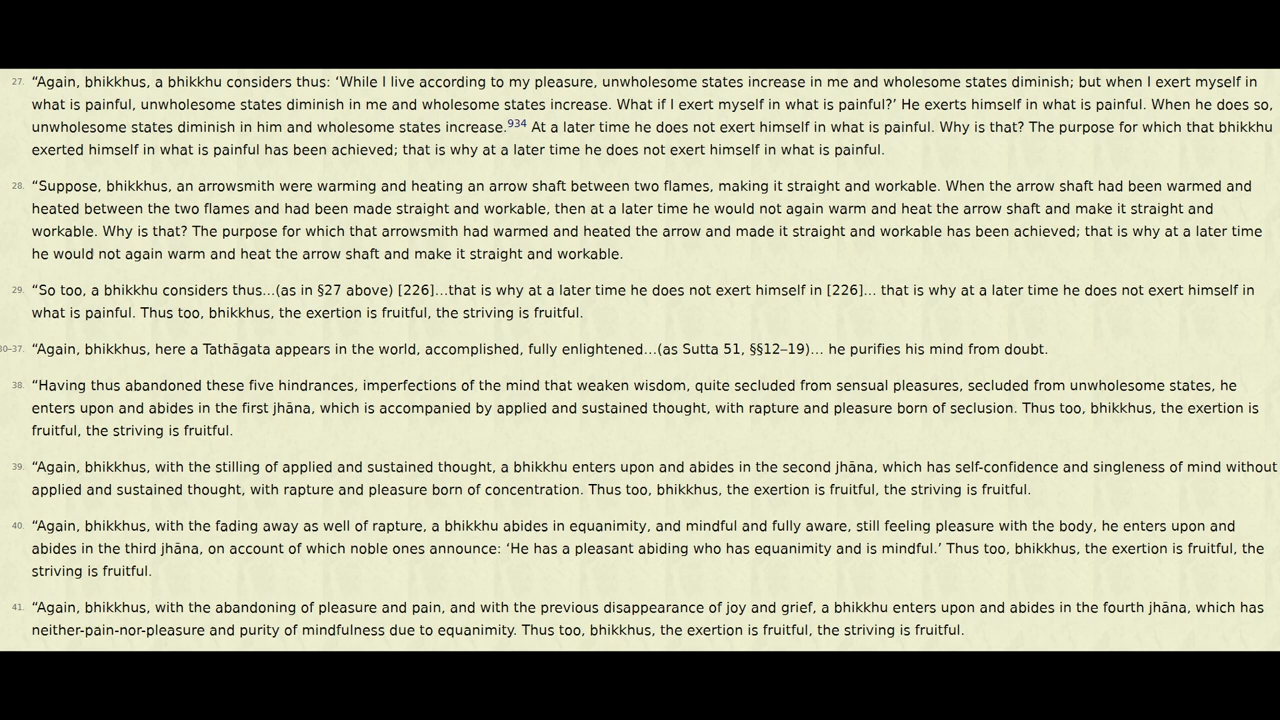 27. “Again, bhikkhus, a bhikkhu considers thus: ‘While I live according to my pleasure, unwholesome states increase in me and wholesome states diminish; but when I exert myself in
what is painful, unwholesome states diminish in me and wholesome states increase. What if I exert myself in what is painful?’ He exerts himself in what is painful. When he does so,
unwholesome states diminish in him and wholesome states increase.934 At a later time he does not exert himself in what is painful. Why is that? The purpose for which that bhikkhu
exerted himself in what is painful has been achieved; that is why at a later time he does not exert himself in what is painful.
28. “Suppose, bhikkhus, an arrowsmith were warming and heating an arrow shaft between two flames, making it straight and workable. When the arrow shaft had been warmed and
heated between the two flames and had been made straight and workable, then at a later time he would not again warm and heat the arrow shaft and make it straight and
workable. Why is that? The purpose for which that arrowsmith had warmed and heated the arrow and made it straight and workable has been achieved; that is why at a later time
he would not again warm and heat the arrow shaft and make it straight and workable.
29. “So too, a bhikkhu considers thus…(as in §27 above) [226]…that is why at a later time he does not exert himself in [226]… that is why at a later time he does not exert himself in
what is painful. Thus too, bhikkhus, the exertion is fruitful, the striving is fruitful.
30–37. “Again, bhikkhus, here a Tathāgata appears in the world, accomplished, fully enlightened…(as Sutta 51, §§12–19)… he purifies his mind from doubt.
38. “Having thus abandoned these five hindrances, imperfections of the mind that weaken wisdom, quite secluded from sensual pleasures, secluded from unwholesome states, he
enters upon and abides in the first jhāna, which is accompanied by applied and sustained thought, with rapture and pleasure born of seclusion. Thus too, bhikkhus, the exertion is
fruitful, the striving is fruitful.
39. “Again, bhikkhus, with the stilling of applied and sustained thought, a bhikkhu enters upon and abides in the second jhāna, which has self-confidence and singleness of mind without
applied and sustained thought, with rapture and pleasure born of concentration. Thus too, bhikkhus, the exertion is fruitful, the striving is fruitful.
40. “Again, bhikkhus, with the fading away as well of rapture, a bhikkhu abides in equanimity, and mindful and fully aware, still feeling pleasure with the body, he enters upon and
abides in the third jhāna, on account of which noble ones announce: ‘He has a pleasant abiding who has equanimity and is mindful.’ Thus too, bhikkhus, the exertion is fruitful, the
striving is fruitful.
41. “Again, bhikkhus, with the abandoning of pleasure and pain, and with the previous disappearance of joy and grief, a bhikkhu enters upon and abides in the fourth jhāna, which has
neither-pain-nor-pleasure and purity of mindfulness due to equanimity. Thus too, bhikkhus, the exertion is fruitful, the striving is fruitful.